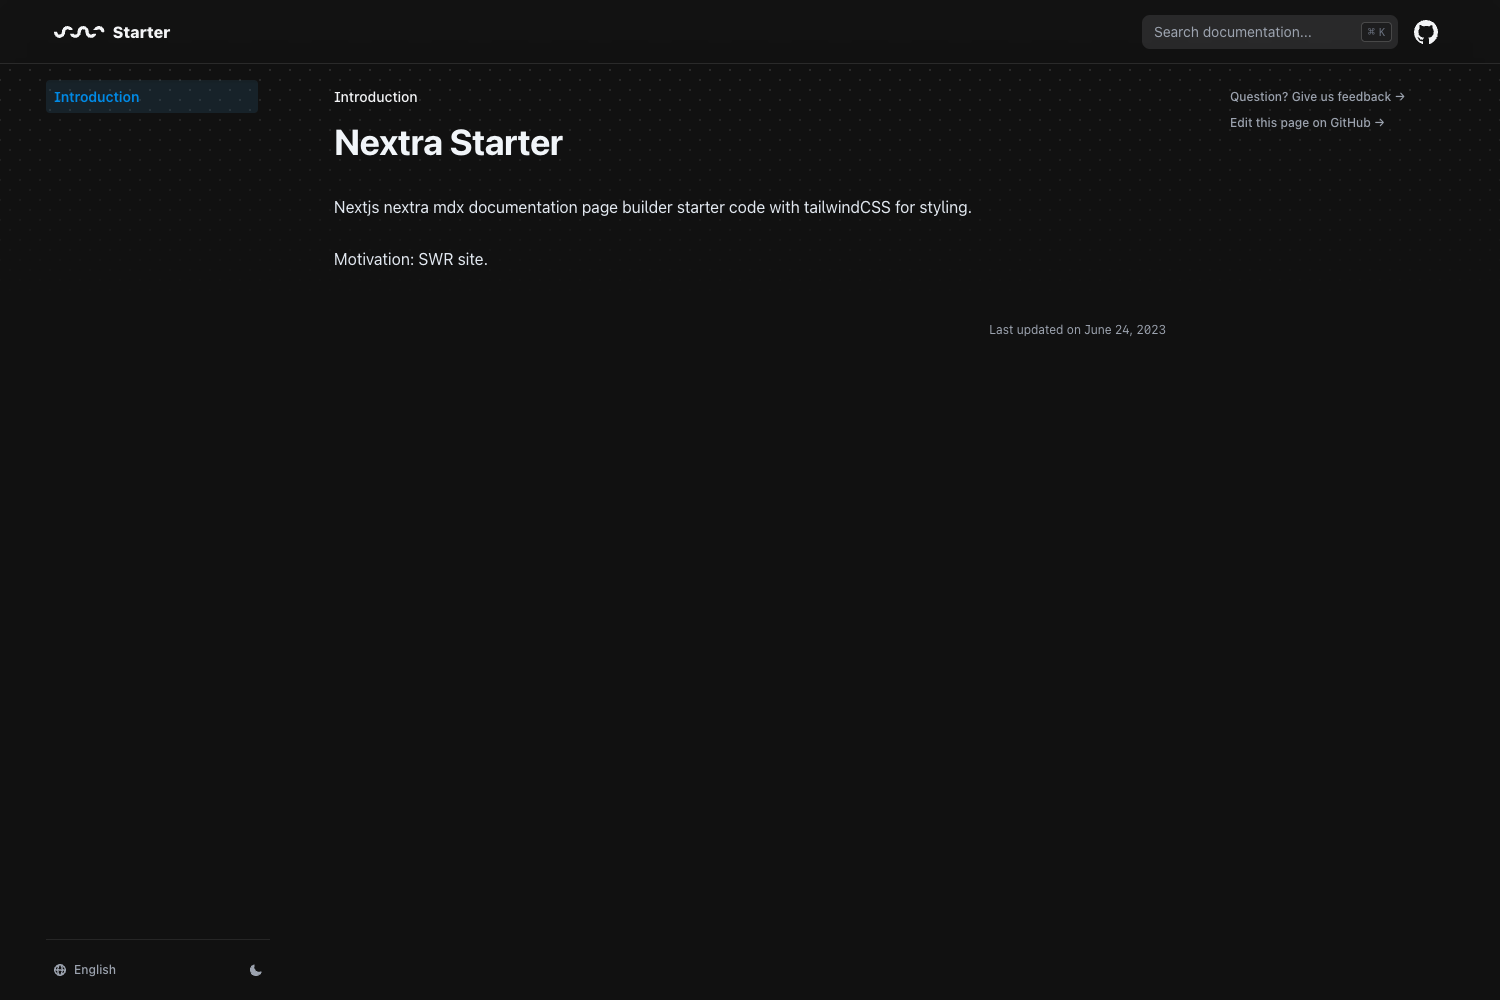 Starter
Search documentation...
⌘ K
Introduction
Introduction
Nextra Starter
Nextjs nextra mdx documentation page builder starter code with tailwindCSS for styling.
Motivation: SWR site.
Last updated on June 24, 2023
Question? Give us feedback →
Edit this page on GitHub →
English